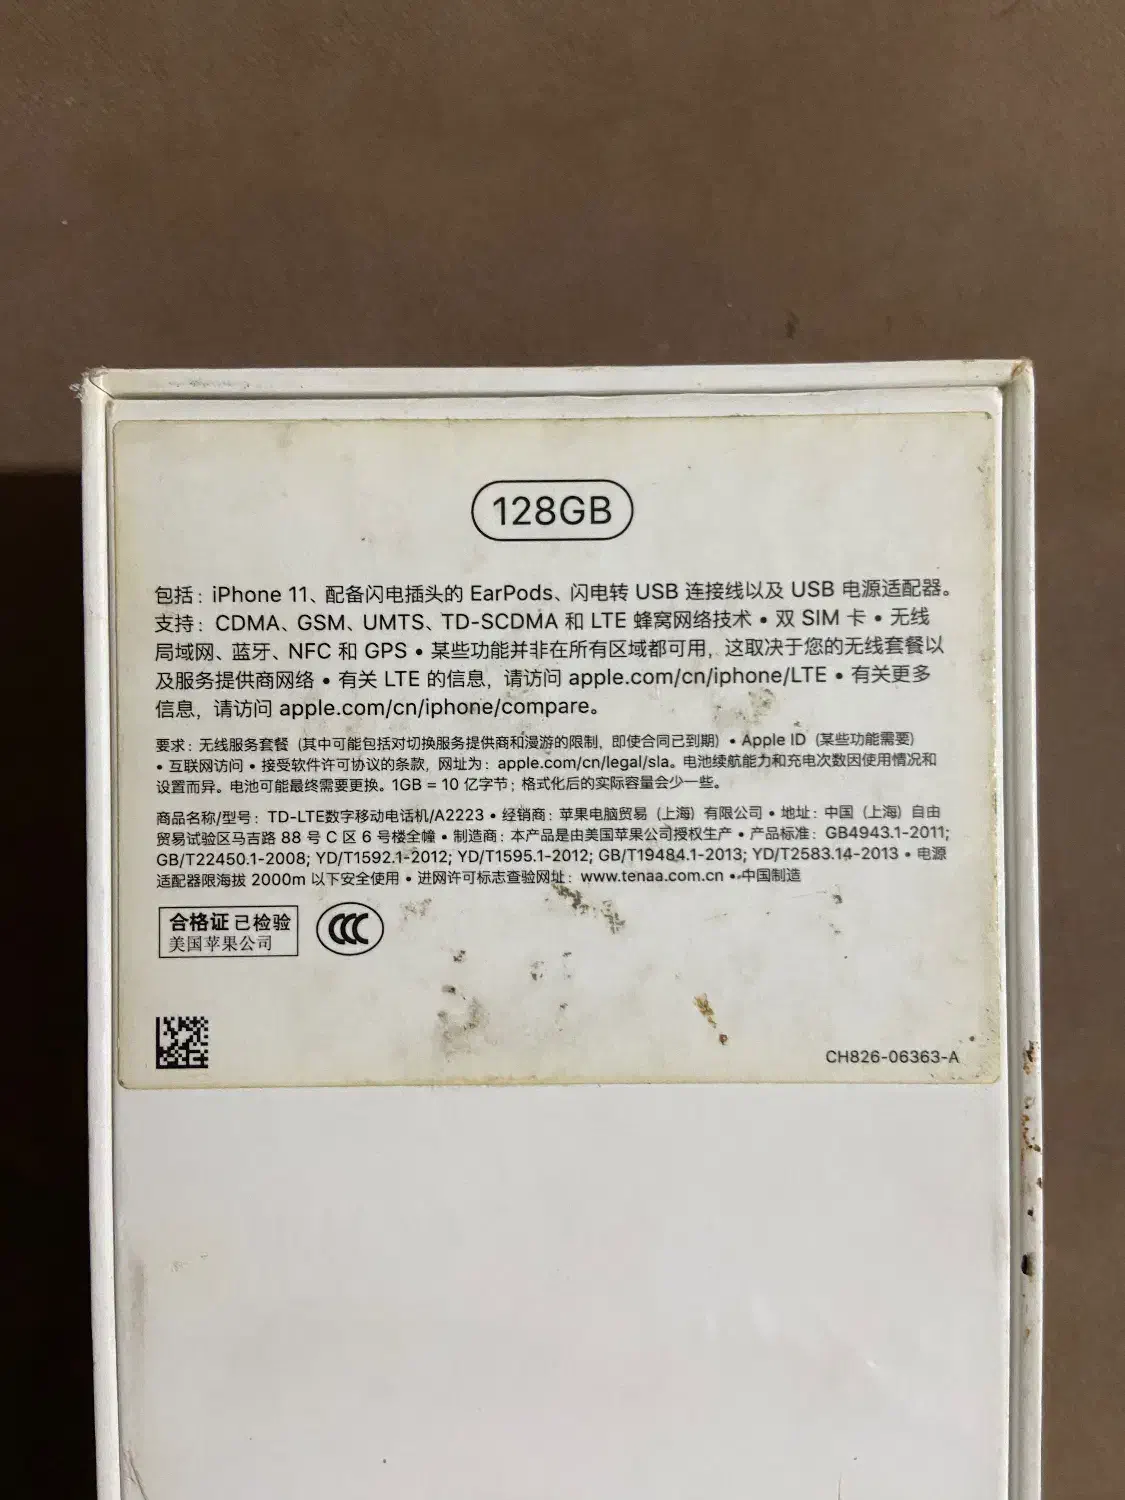 128GB
包括：iPhone 11、配备闪电插头的 EarPods、闪电转 USB 连接线以及 USB 电源适配器。
支持：CDMA、GSM、UMTS、TD-SCDMA 和 LTE 蜂窝网络技术 • 双 SIM 卡 • 无线
局域网、蓝牙、NFC 和 GPS • 某些功能并非在所有区域都可用，这取决于您的无线套餐以
及服务提供商网络 • 有关 LTE 的信息，请访问 apple.com/cn/iphone/LTE • 有关更多
信息，请访问 apple.com/cn/iphone/compare。
要求：无线服务套餐（其中可能包括对切换服务提供商和漫游的限制，即使合同已到期） • Apple ID（某些功能需要）
• 互联网访问 • 接受软件许可协议的条款，网址为：apple.com/cn/legal/sla。电池续航能力和充电次数因使用情况和
设置而异。电池可能最终需要更换。1GB = 10 亿字节；格式化后的实际容量会少一些。
商品名称/型号：TD-LTE数字移动电话机/A2223 • 经销商：苹果电脑贸易（上海）有限公司 • 地址：中国（上海）自由
贸易试验区马吉路 88 号 C 区 6 号楼全幢 • 制造商：本产品是由美国苹果公司授权生产 • 产品标准：GB4943.1-2011;
GB/T22450.1-2008; YD/T1592.1-2012; YD/T1595.1-2012; GB/T19484.1-2013; YD/T2583.14-2013 • 电源
适配器限海拔 2000m 以下安全使用 • 进网许可标志查验网址：www.tenaa.com.cn • 中国制造
合格证 已检验
美国苹果公司
CCC
CH826-06363-A